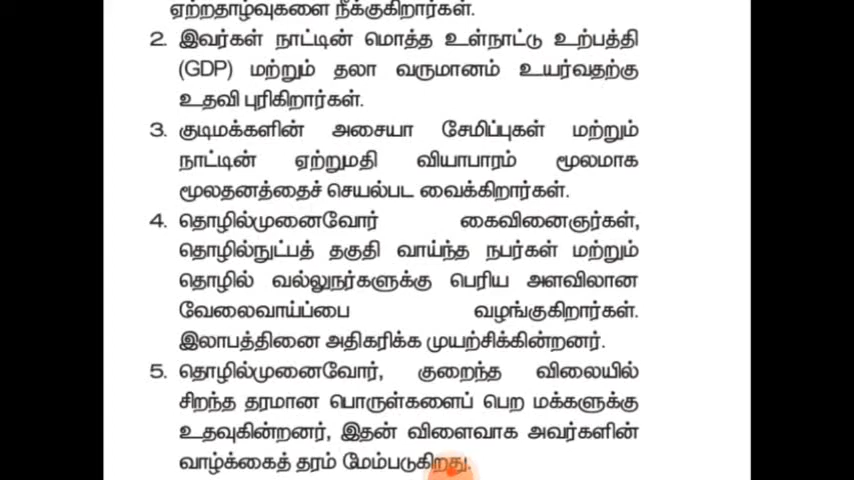 ஏற்றதாழ்வுகளை நீக்குகிறார்கள்.
2. இவர்கள் நாட்டின் மொத்த உள்நாட்டு உற்பத்தி
(GDP) மற்றும் தலா வருமானம் உயர்வதற்கு
உதவி புரிகிறார்கள்.
3. குடிமக்களின் அசையா சேமிப்புகள் மற்றும்
நாட்டின் ஏற்றுமதி வியாபாரம் மூலமாக
மூலதனத்தைச் செயல்பட வைக்கிறார்கள்.
4. தொழில்முனைவோர் கைவினைஞர்கள்,
தொழில்நுட்பத் தகுதி வாய்ந்த நபர்கள் மற்றும்
தொழில் வல்லுநர்களுக்கு பெரிய அளவிலான
வேலைவாய்ப்பை வழங்குகிறார்கள்.
இலாபத்தினை அதிகரிக்க முயற்சிக்கின்றனர்.
5. தொழில்முனைவோர், குறைந்த விலையில்
சிறந்த தரமான பொருள்களைப் பெற மக்களுக்கு
உதவுகின்றனர், இதன் விளைவாக அவர்களின்
வாழ்க்கைத் தரம் மேம்படுகிறது.